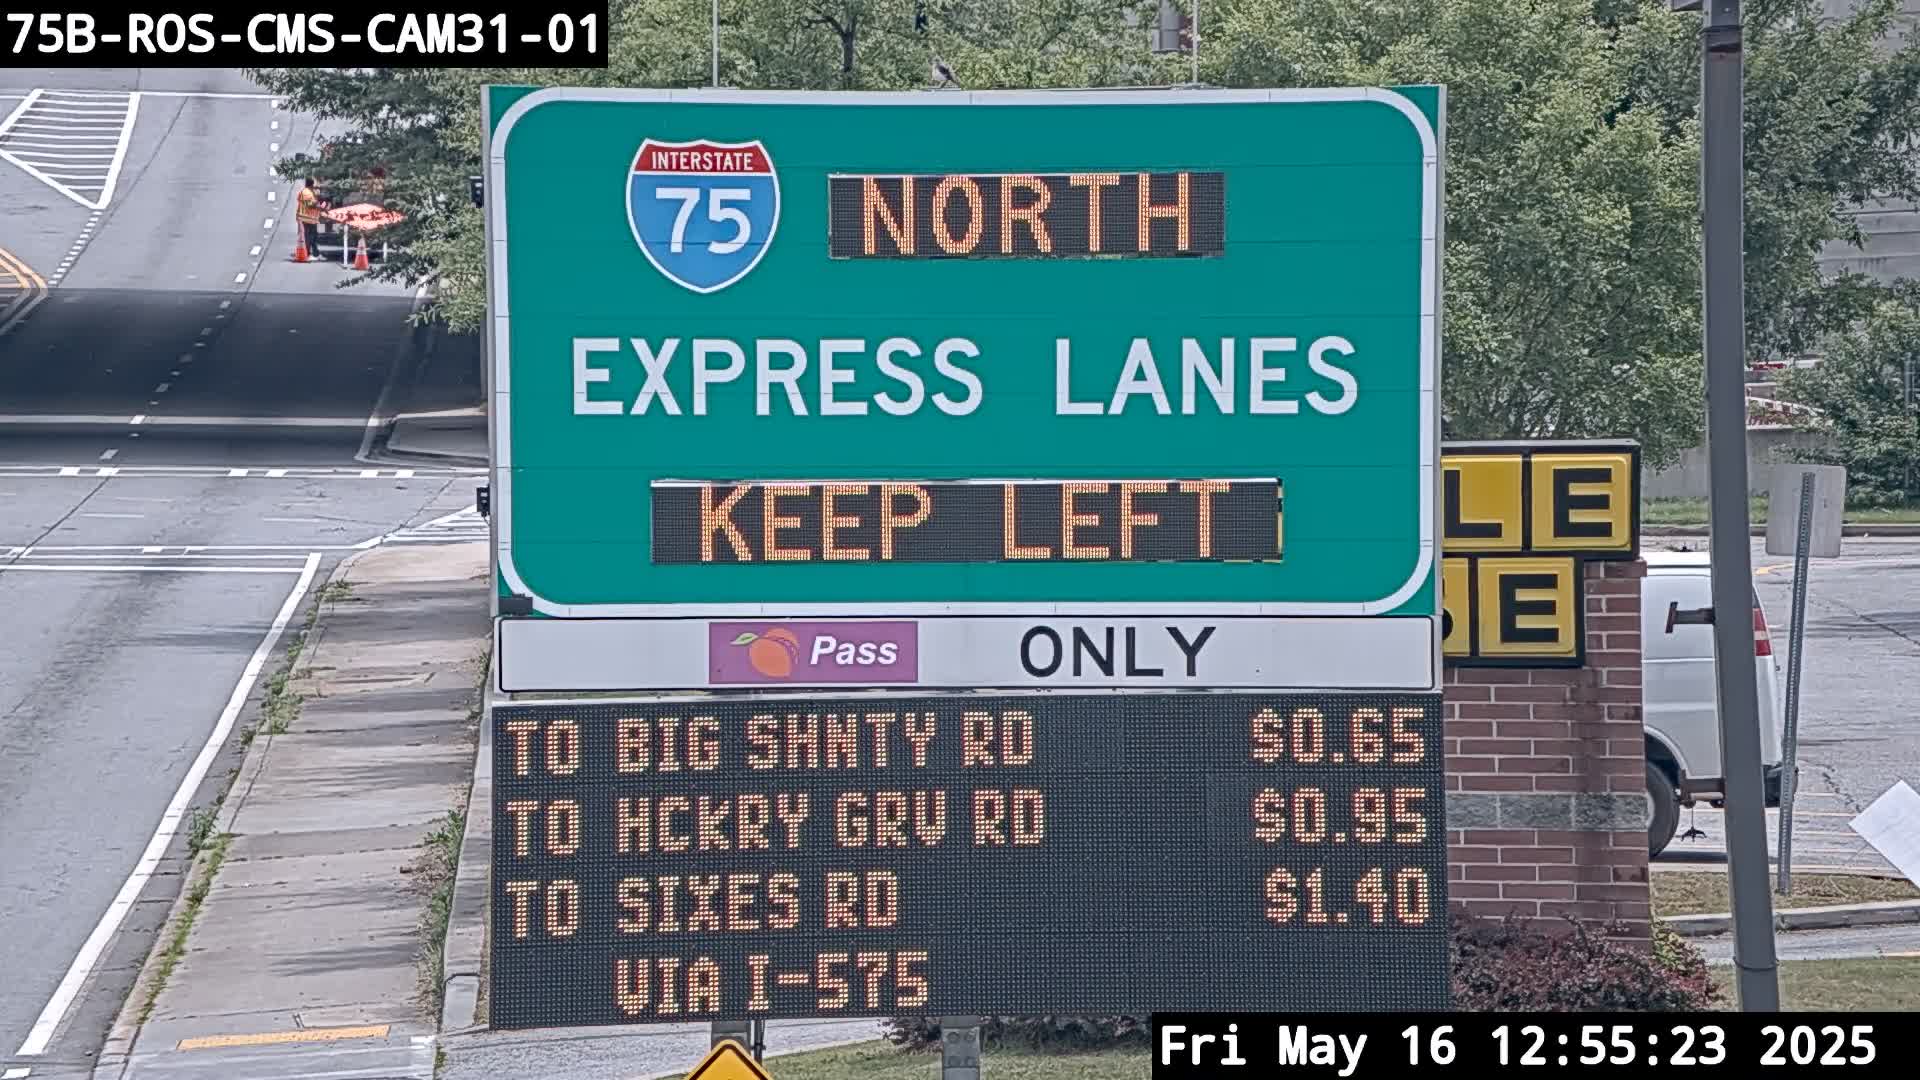 75B-ROS-CMS-CAM31-01
INTERSTATE
75
NORTH
EXPRESS LANES
KEEP LEFT
LE
E
Pass ONLY
TO BIG SHNTY RD $0.65
TO HCKRY GRV RD $0.95
TO SIXES RD $1.40
VIA I-575
Fri May 16 12:55:23 2025